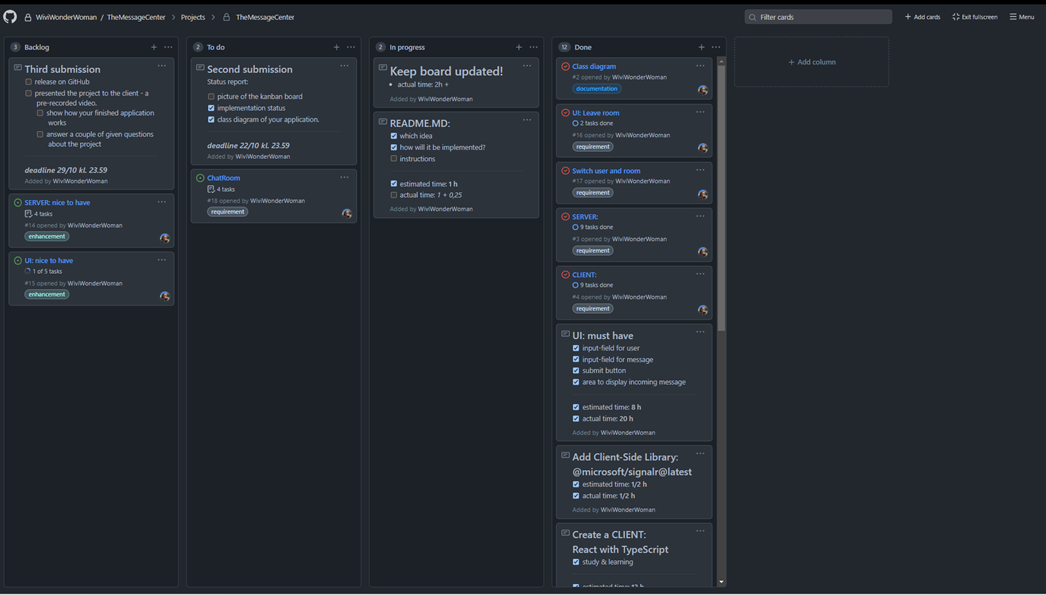 WiviWonderWoman / TheMessageCenter > Projects > TheMessageCenter
Filter cards
+ Add cards
Exit fullscreen
Menu
3 Backlog + ...
Third submission ...
release on GitHub
presented the project to the client - a
pre-recorded video.
show how your finished application
works
answer a couple of given questions
about the project
deadline 29/10 kl. 23.59
Added by WiviWonderWoman
SERVER: nice to have ...
4 tasks
#14 opened by WiviWonderWoman
enhancement
UI: nice to have ...
1 of 5 tasks
#15 opened by WiviWonderWoman
enhancement
2 To do + ...
Second submission ...
Status report:
picture of the kanban board
implementation status
class diagram of your application.
deadline 22/10 kl. 23.59
Added by WiviWonderWoman
ChatRoom ...
4 tasks
#18 opened by WiviWonderWoman
requirement
2 In progress + ...
Keep board updated! ...
• actual time: 2h +
Added by WiviWonderWoman
README.MD: ...
which idea
how will it be implemented?
instructions
estimated time: 1 h
actual time: 1 + 0,25
Added by WiviWonderWoman
12 Done + ...
Class diagram ...
#2 opened by WiviWonderWoman
documentation
UI: Leave room ...
2 tasks done
#16 opened by WiviWonderWoman
requirement
Switch user and room ...
#17 opened by WiviWonderWoman
requirement
SERVER: ...
9 tasks done
#3 opened by WiviWonderWoman
requirement
CLIENT: ...
9 tasks done
#4 opened by WiviWonderWoman
requirement
UI: must have ...
input-field for user
input-field for message
submit button
area to display incoming message
estimated time: 8 h
actual time: 20 h
Added by WiviWonderWoman
Add Client-Side Library: ...
@microsoft/signalr@latest
estimated time: 1/2 h
actual time: 1/2 h
Added by WiviWonderWoman
Create a CLIENT: ...
React with TypeScript
study & learning
estimated time: 12 h
+ Add column